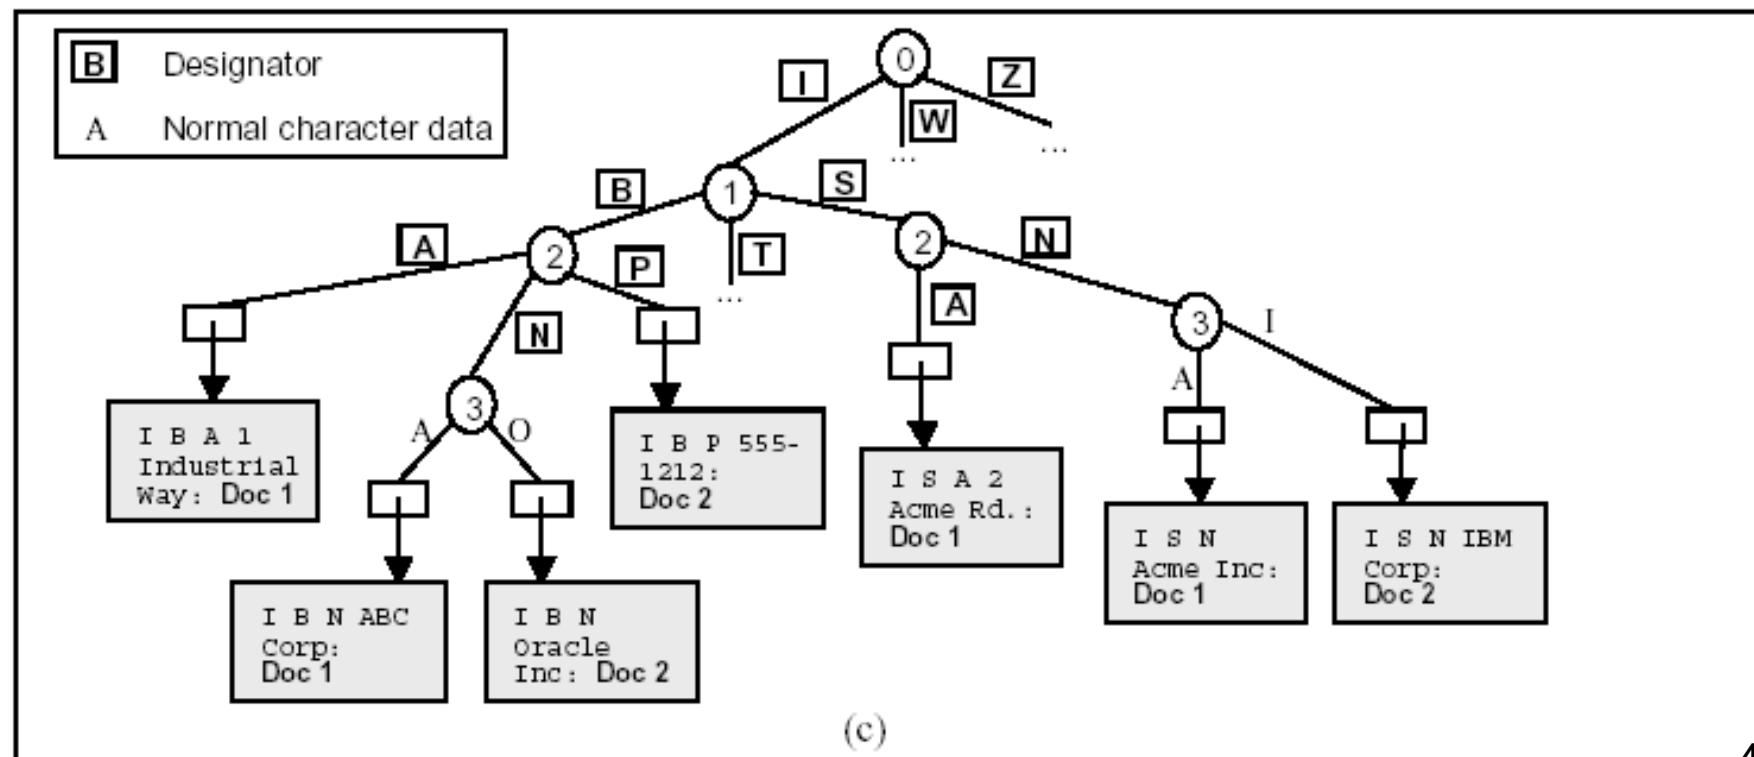 B Designator
A Normal character data
0
I
Z
W
...
...
1
B
S
T
...
2
A
P
N
2
N
A
3
A
O
3
I
A
I B A 1
Industrial
Way: Doc 1
I B P 555-
1212:
Doc 2
I S A 2
Acme Rd.:
Doc 1
I S N
Acme Inc:
Doc 1
I S N IBM
Corp:
Doc 2
I B N ABC
Corp:
Doc 1
I B N
Oracle
Inc: Doc 2
(c)